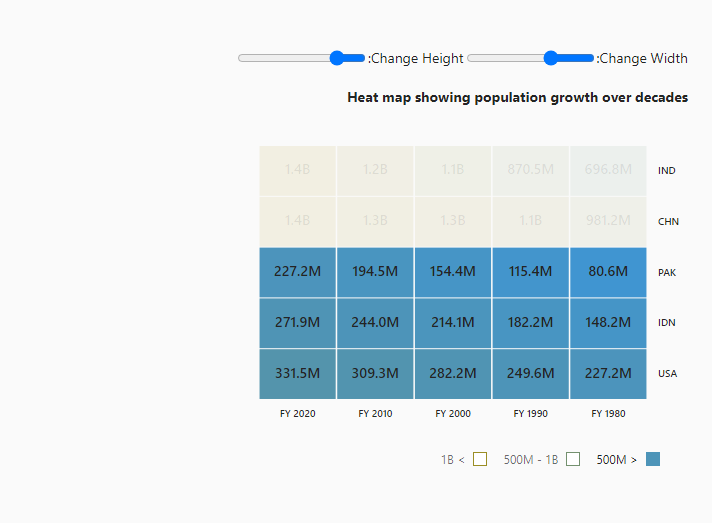 :Change Height :Change Width
Heat map showing population growth over decades
1.4B 1.2B 1.1B 870.5M 696.8M IND
1.4B 1.3B 1.3B 1.1B 981.2M CHN
227.2M 194.5M 154.4M 115.4M 80.6M PAK
271.9M 244.0M 214.1M 182.2M 148.2M IDN
331.5M 309.3M 282.2M 249.6M 227.2M USA
FY 2020 FY 2010 FY 2000 FY 1990 FY 1980
1B < 500M - 1B 500M >